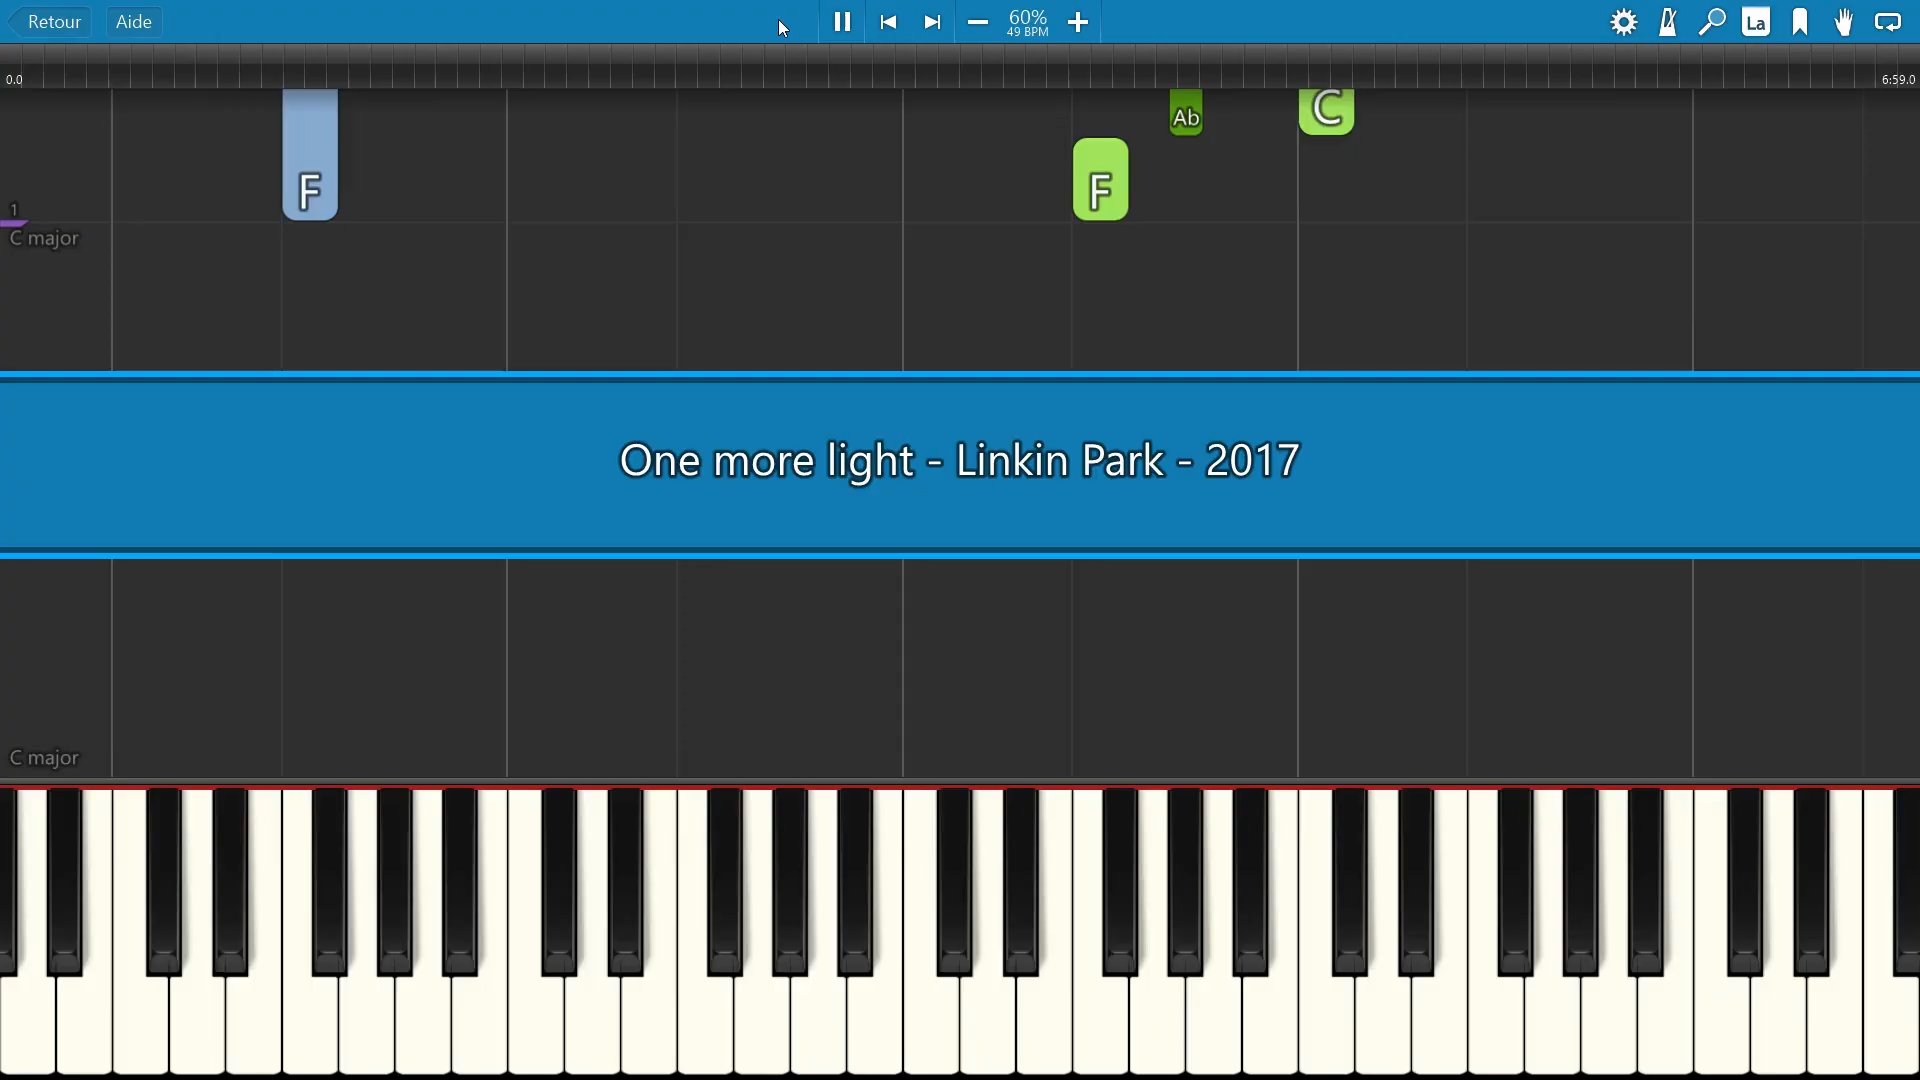 Retour
Aide
60%
49 BPM
La
0.0
6:59.0
Ab
C
F
F
1
C major
One more light - Linkin Park - 2017
C major